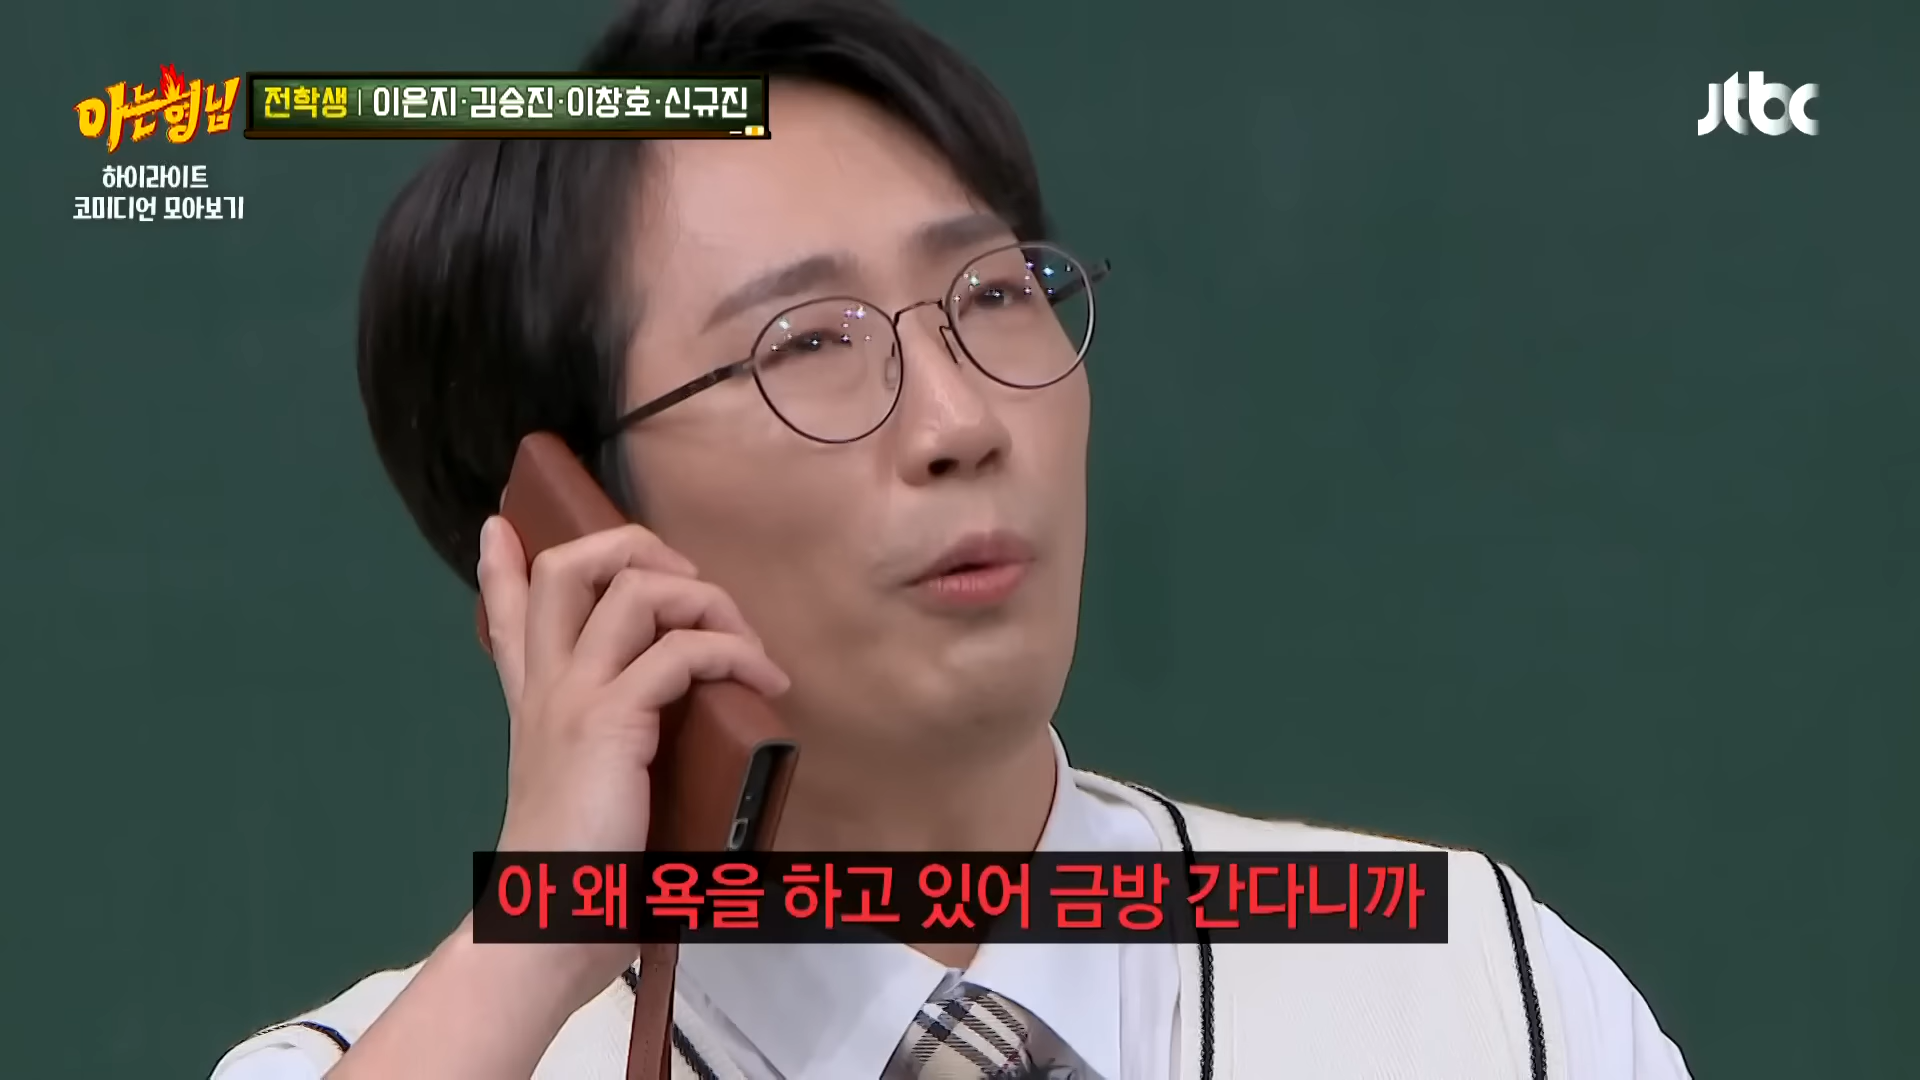 아는형님
전학생 | 이은지·김승진·이창호·신규진
하이라이트
코미디언 모아보기
jtbc
아 왜 욕을 하고 있어 금방 간다니까